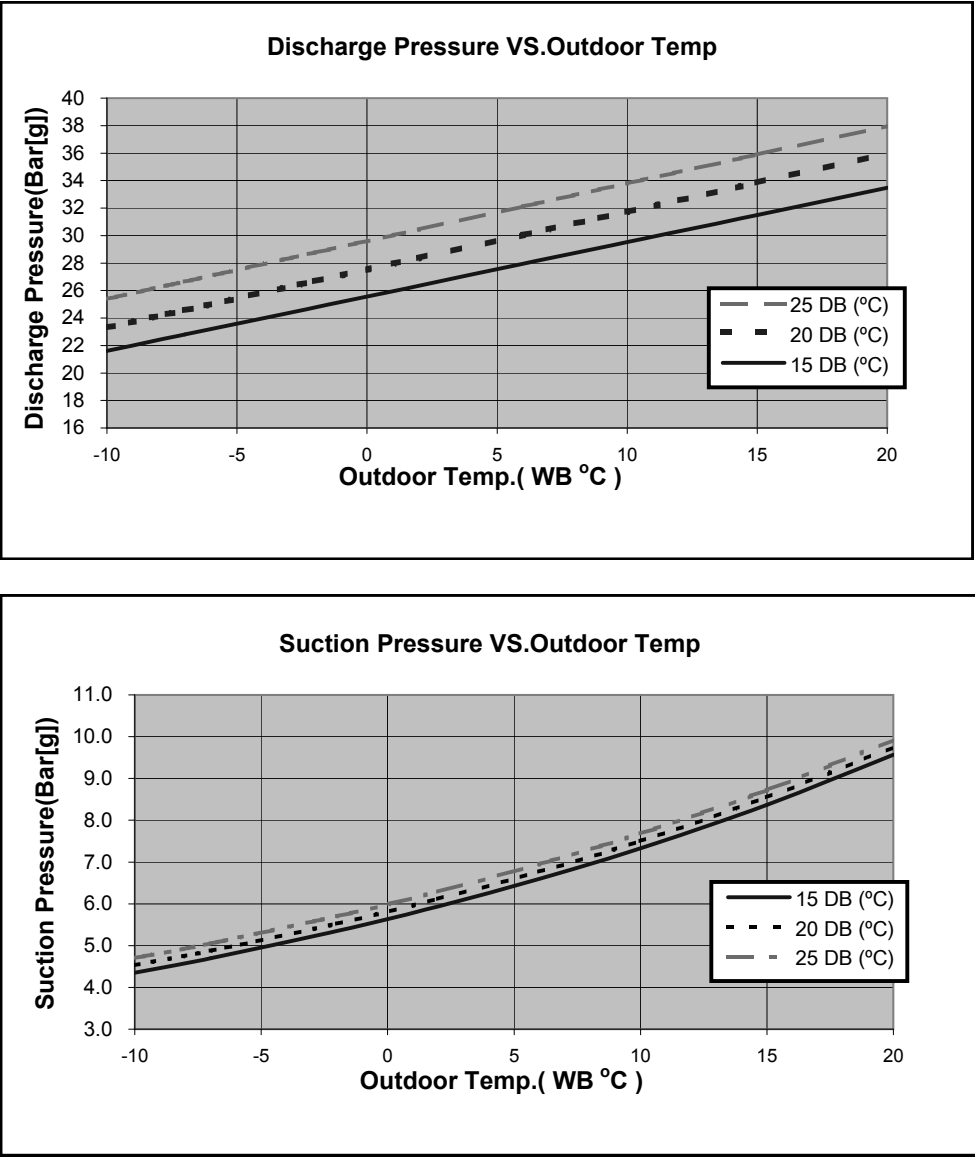 Discharge Pressure VS.Outdoor Temp
Discharge Pressure(Bar[g])
40
38
36
34
32
30
28
26
24
22
20
18
16
-10 -5 0 5 10 15 20
Outdoor Temp.( WB °C )
25 DB (ºC)
20 DB (ºC)
15 DB (ºC)
Suction Pressure VS.Outdoor Temp
Suction Pressure(Bar[g])
11.0
10.0
9.0
8.0
7.0
6.0
5.0
4.0
3.0
-10 -5 0 5 10 15 20
Outdoor Temp.( WB °C )
15 DB (ºC)
20 DB (ºC)
25 DB (ºC)